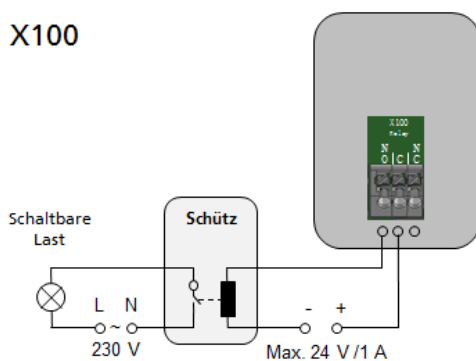 X100
X100
Relay
N N
O C C
Schaltbare
Last
Schütz
L N - +
~
230 V
Max. 24 V /1 A